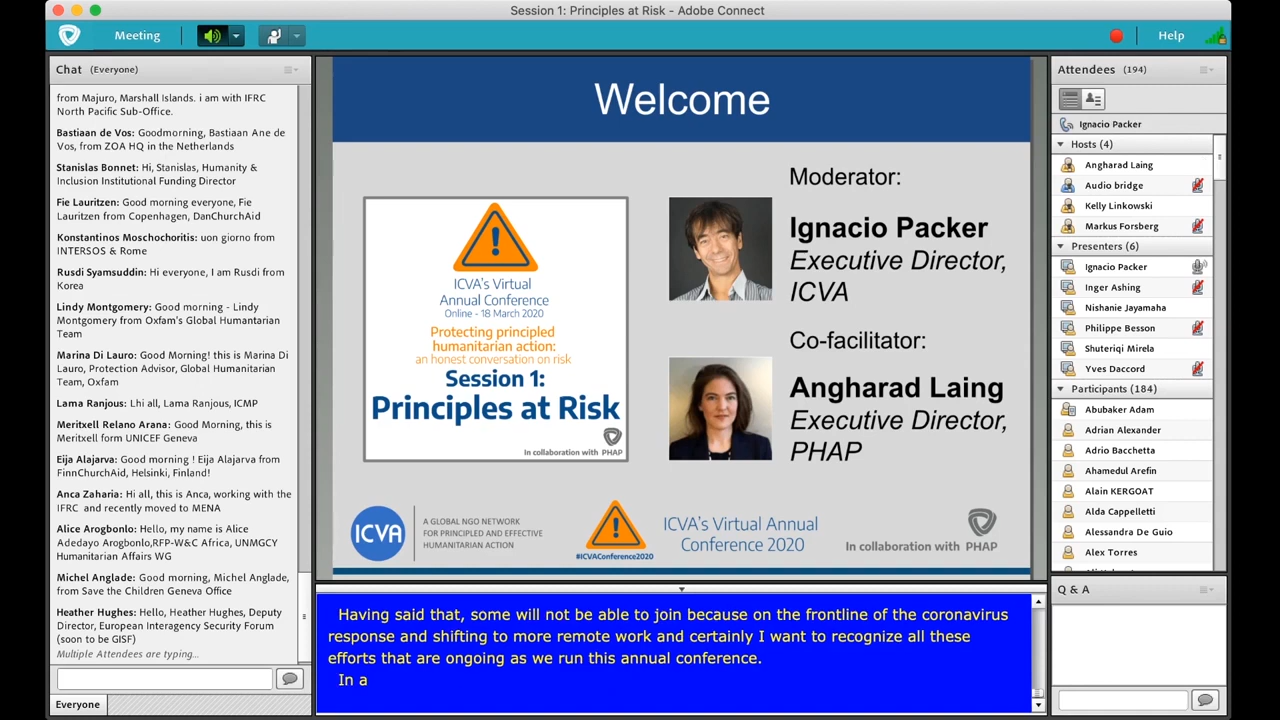 Session 1: Principles at Risk - Adobe Connect
Meeting
Help
Chat (Everyone)
from Majuro, Marshall Islands. i am with IFRC
North Pacific Sub-Office.
Bastiaan de Vos: Goodmorning, Bastiaan Ane de
Vos, from ZOA HQ in the Netherlands
Stanislas Bonnet: Hi, Stanislas, Humanity &
Inclusion Institutional Funding Director
Fie Lauritzen: Good morning everyone, Fie
Lauritzen from Copenhagen, DanChurchAid
Konstantinos Moschochoritis: uon giorno from
INTERSOS & Rome
Rusdi Syamsuddin: Hi everyone, I am Rusdi from
Korea
Lindy Montgomery: Good morning - Lindy
Montgomery from Oxfam's Global Humanitarian
Team
Marina Di Lauro: Good Morning! this is Marina Di
Lauro, Protection Advisor, Global Humanitarian
Team, Oxfam
Lama Ranjous: Lhi all, Lama Ranjous, ICMP
Meritxell Relano Arana: Good Morning, this is
Meritxell form UNICEF Geneva
Eija Alajarva: Good morning ! Eija Alajarva from
FinnChurchAid, Helsinki, Finland!
Anca Zaharia: Hi all, this is Anca, working with the
IFRC and recently moved to MENA
Alice Arogbonlo: Hello, my name is Alice
Adedayo Arogbonlo,RFP-W&C Africa, UNMGCY
Humanitarian Affairs WG
Michel Anglade: Good morning, Michel Anglade,
from Save the Children Geneva Office
Heather Hughes: Hello, Heather Hughes, Deputy
Director, European Interagency Security Forum
(soon to be GISF)
Multiple Attendees are typing...
Everyone
Welcome
ICVA's Virtual
Annual Conference
Online - 18 March 2020
Protecting principled
humanitarian action:
an honest conversation on risk
Session 1:
Principles at Risk
In collaboration with PHAP
Moderator:
Ignacio Packer
Executive Director,
ICVA
Co-facilitator:
Angharad Laing
Executive Director,
PHAP
ICVA
A GLOBAL NGO NETWORK
FOR PRINCIPLED AND EFFECTIVE
HUMANITARIAN ACTION
#ICVAConference2020
ICVA's Virtual Annual
Conference 2020
In collaboration with PHAP
Having said that, some will not be able to join because on the frontline of the coronavirus
response and shifting to more remote work and certainly I want to recognize all these
efforts that are ongoing as we run this annual conference.
In a
Attendees (194)
Ignacio Packer
Hosts (4)
Angharad Laing
Audio bridge
Kelly Linkowski
Markus Forsberg
Presenters (6)
Ignacio Packer
Inger Ashing
Nishanie Jayamaha
Philippe Besson
Shuteriqi Mirela
Yves Daccord
Participants (184)
Abubaker Adam
Adrian Alexander
Adrio Bacchetta
Ahamedul Arefin
Alain KERGOAT
Alda Cappelletti
Alessandra De Guio
Alex Torres
Q & A